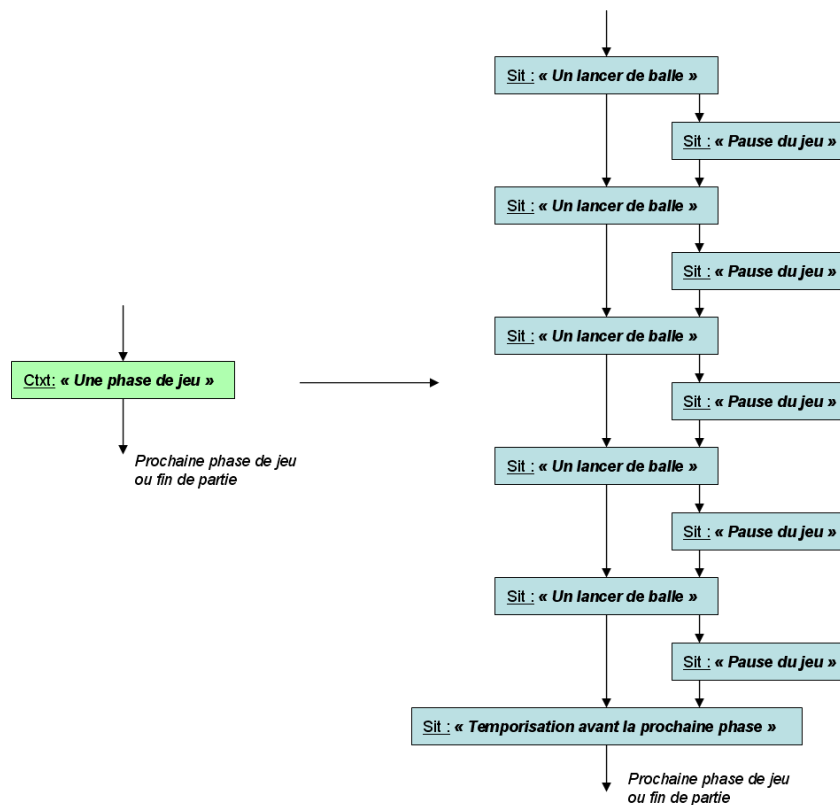 Sit : « Un lancer de balle »
Sit : « Pause du jeu »
Sit : « Un lancer de balle »
Sit : « Pause du jeu »
Sit : « Un lancer de balle »
Ctxt: « Une phase de jeu »
Sit : « Pause du jeu »
Prochaine phase de jeu
ou fin de partie
Sit : « Un lancer de balle »
Sit : « Pause du jeu »
Sit : « Un lancer de balle »
Sit : « Pause du jeu »
Sit : « Temporisation avant la prochaine phase »
Prochaine phase de jeu
ou fin de partie